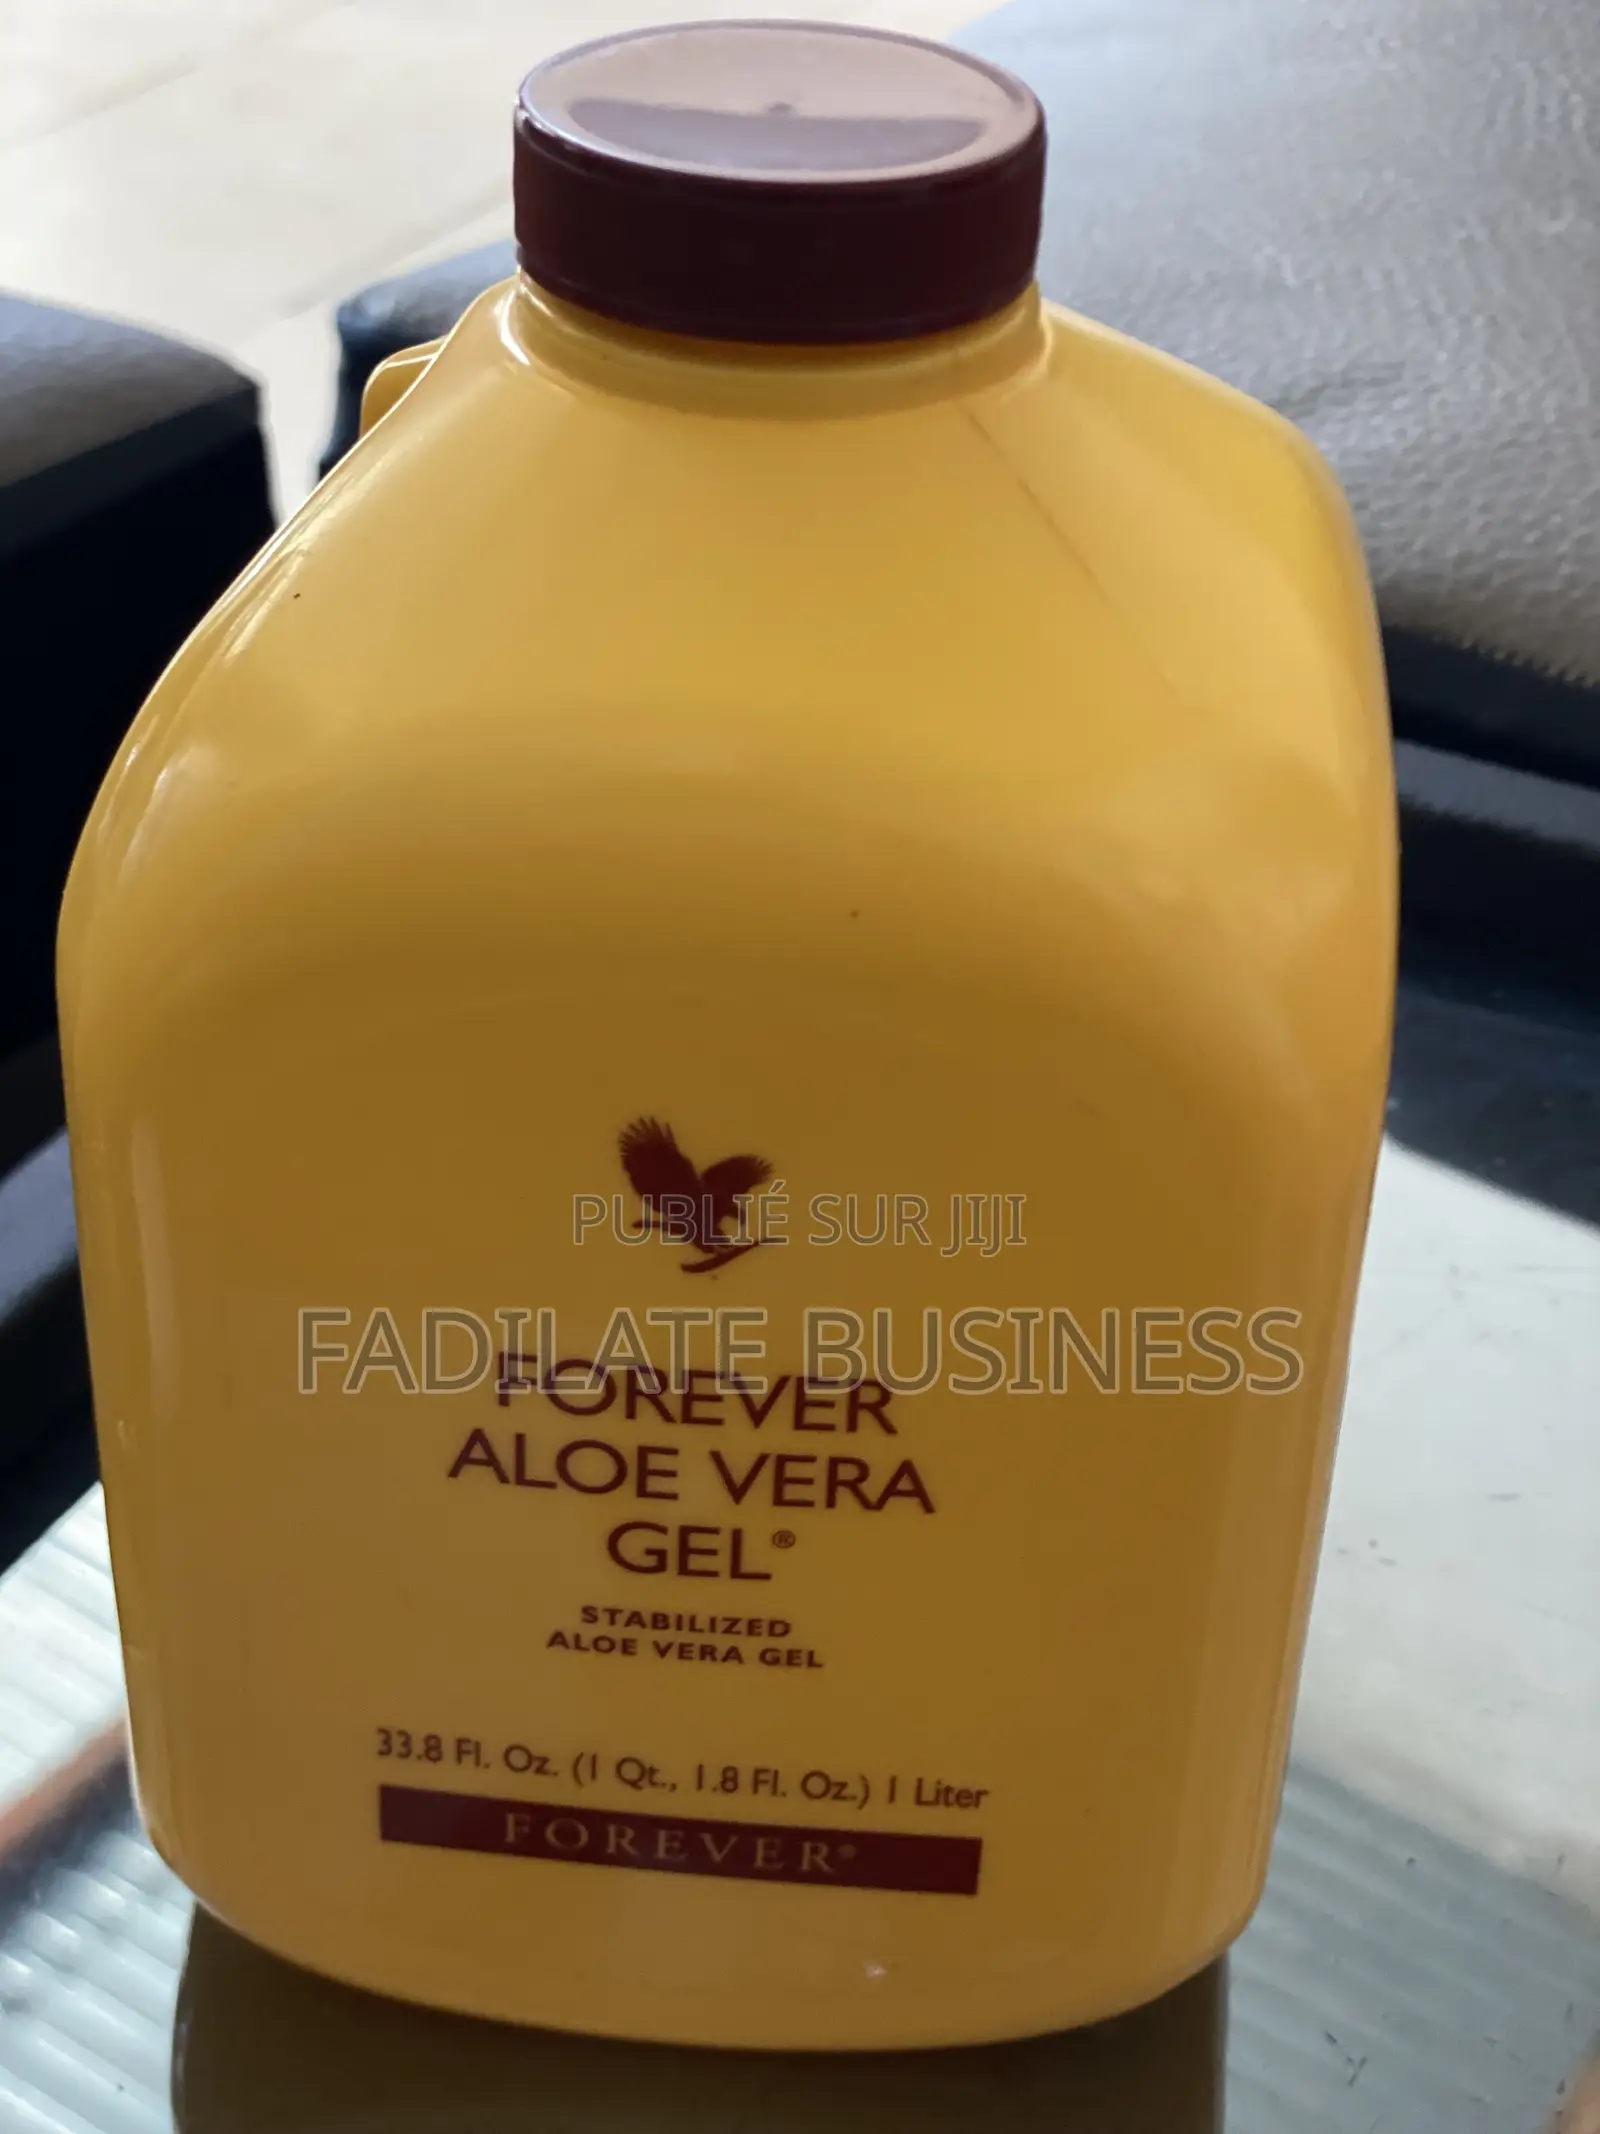 PUBLIÉ SUR JIJI
FADILATE BUSINESS
FOREVER
ALOE VERA
GEL®
STABILIZED
ALOE VERA GEL
33.8 Fl. Oz. (1 Qt., 1.8 Fl. Oz.) 1 Liter
FOREVER®